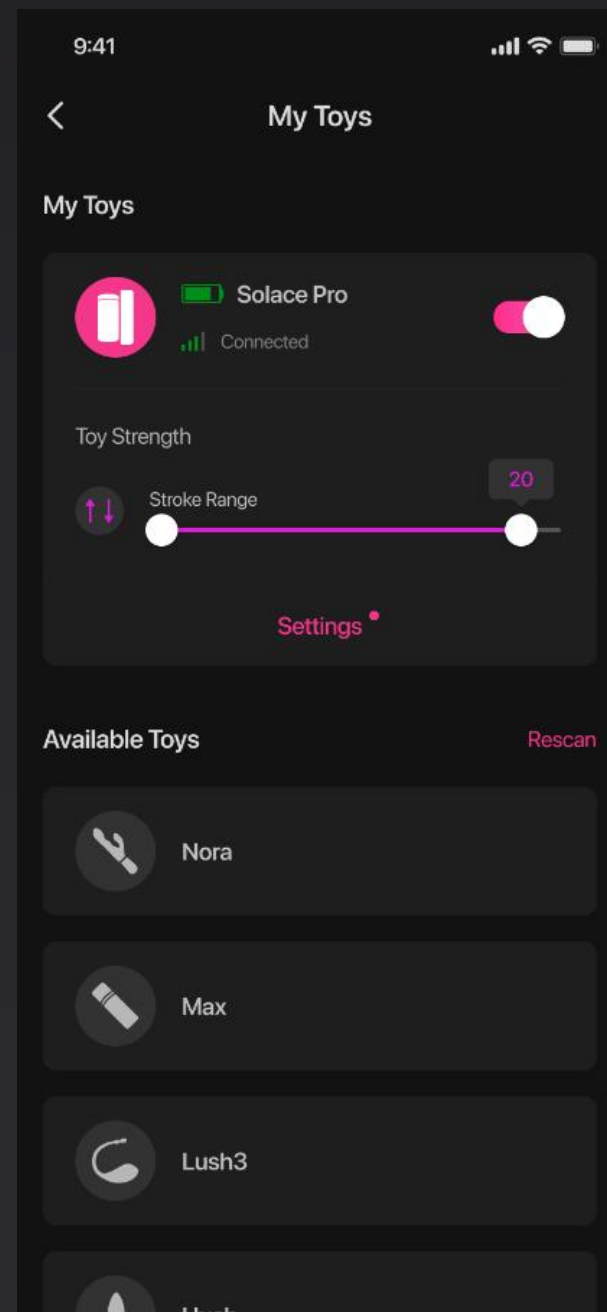 9:41
My Toys
My Toys
Solace Pro
Connected
Toy Strength
20
Stroke Range
Settings
Available Toys Rescan
Nora
Max
Lush3